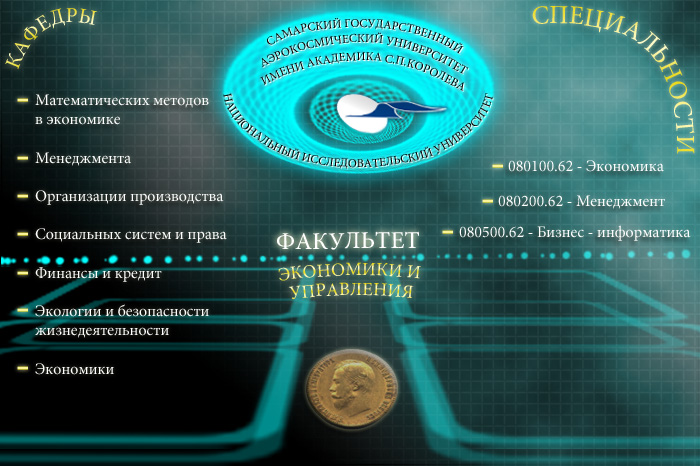 КАФЕДРЫ
Математических методов
в экономике
Менеджмента
Организации производства
Социальных систем и права
Финансы и кредит
Экологии и безопасности
жизнедеятельности
Экономики
САМАРСКИЙ ГОСУДАРСТВЕННЫЙ
АЭРОКОСМИЧЕСКИЙ УНИВЕРСИТЕТ
ИМЕНИ АКАДЕМИКА С.П.КОРОЛЕВА
НАЦИОНАЛЬНЫЙ ИССЛЕДОВАТЕЛЬСКИЙ УНИВЕРСИТЕТ
ФАКУЛЬТЕТ
ЭКОНОМИКИ И
УПРАВЛЕНИЯ
СПЕЦИАЛЬНОСТИ
080100.62 - Экономика
080200.62 - Менеджмент
080500.62 - Бизнес - информатика